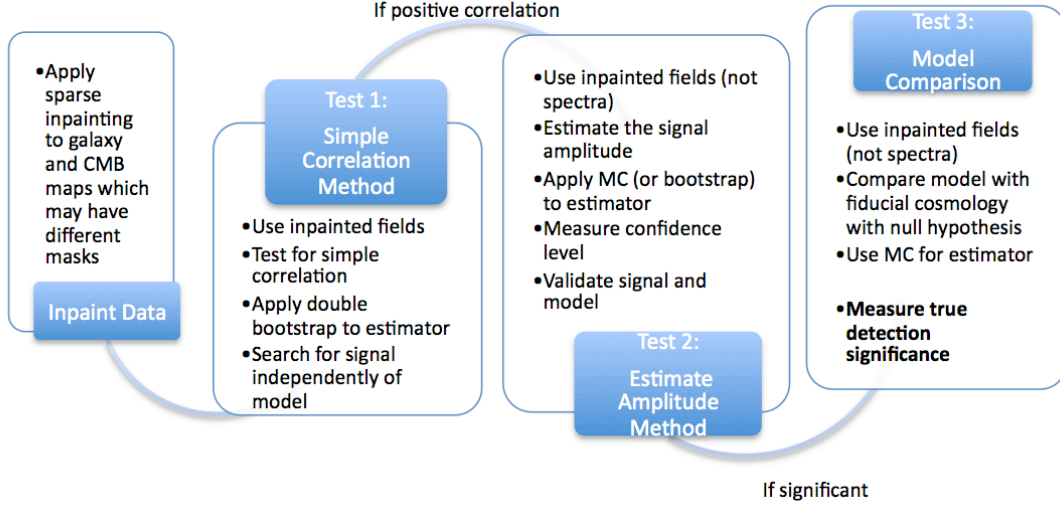 •Apply
sparse
inpainting
to galaxy
and CMB
maps which
may have
different
masks
Inpaint Data
Test 1:
Simple
Correlation
Method
•Use inpainted fields
•Test for simple
correlation
•Apply double
bootstrap to estimator
•Search for signal
independently of
model
If positive correlation
•Use inpainted fields (not
spectra)
•Estimate the signal
amplitude
•Apply MC (or bootstrap) to
estimator
•Measure confidence
level
•Validate signal and
model
Test 2:
Estimate
Amplitude
Method
If significant
Test 3:
Model
Comparison
•Use inpainted fields
(not spectra)
•Compare model with
fiducial cosmology
with null hypothesis
•Use MC for estimator
•Measure true
detection
significance